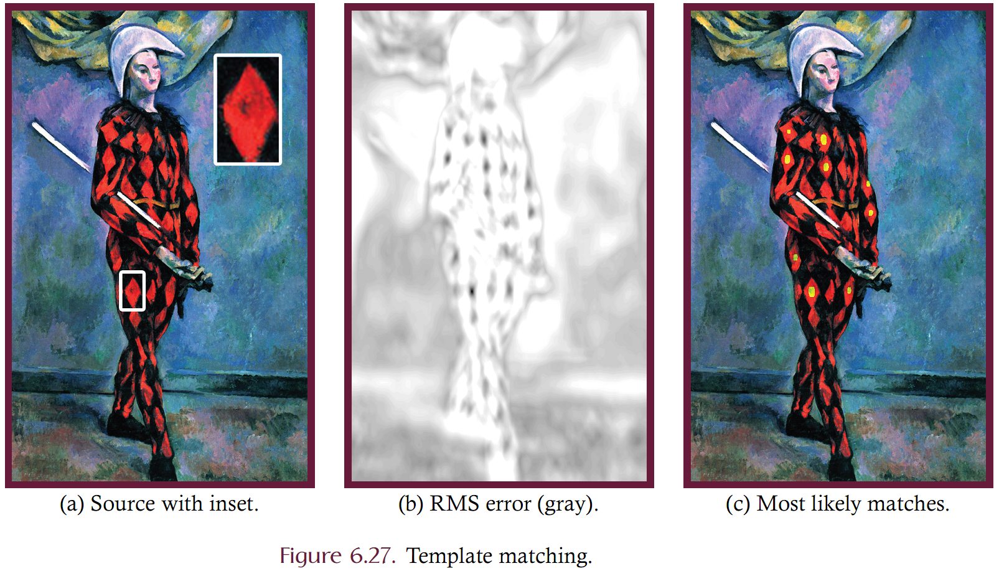 (a) Source with inset.
(b) RMS error (gray).
(c) Most likely matches.
Figure 6.27. Template matching.